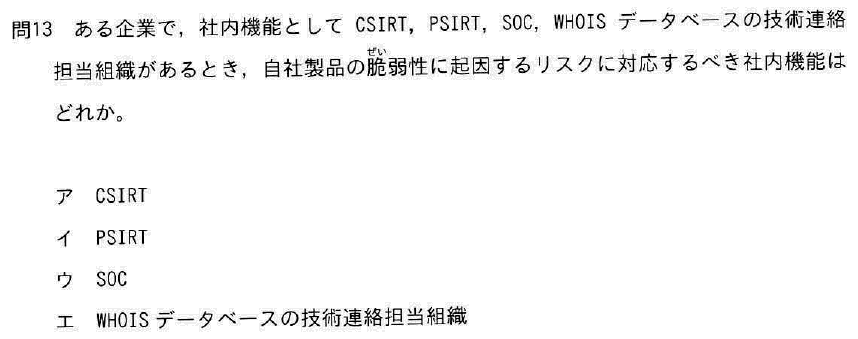 問13 ある企業で，社内機能として CSIRT，PSIRT，SOC，WHOIS データベースの技術連絡
担当組織があるとき，自社製品の脆弱性に起因するリスクに対応するべき社内機能は
ぜい
どれか。
ア CSIRT
イ PSIRT
ウ SOC
エ WHOIS データベースの技術連絡担当組織